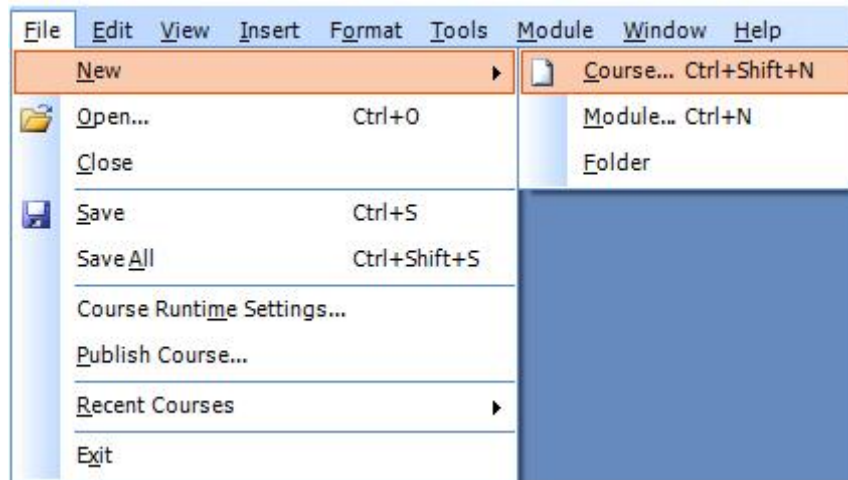 File Edit View Insert Format Tools Module Window Help
New Course... Ctrl+Shift+N
Open... Ctrl+O Module... Ctrl+N
Close Folder
Save Ctrl+S
Save All Ctrl+Shift+S
Course Runtime Settings...
Publish Course...
Recent Courses
Exit